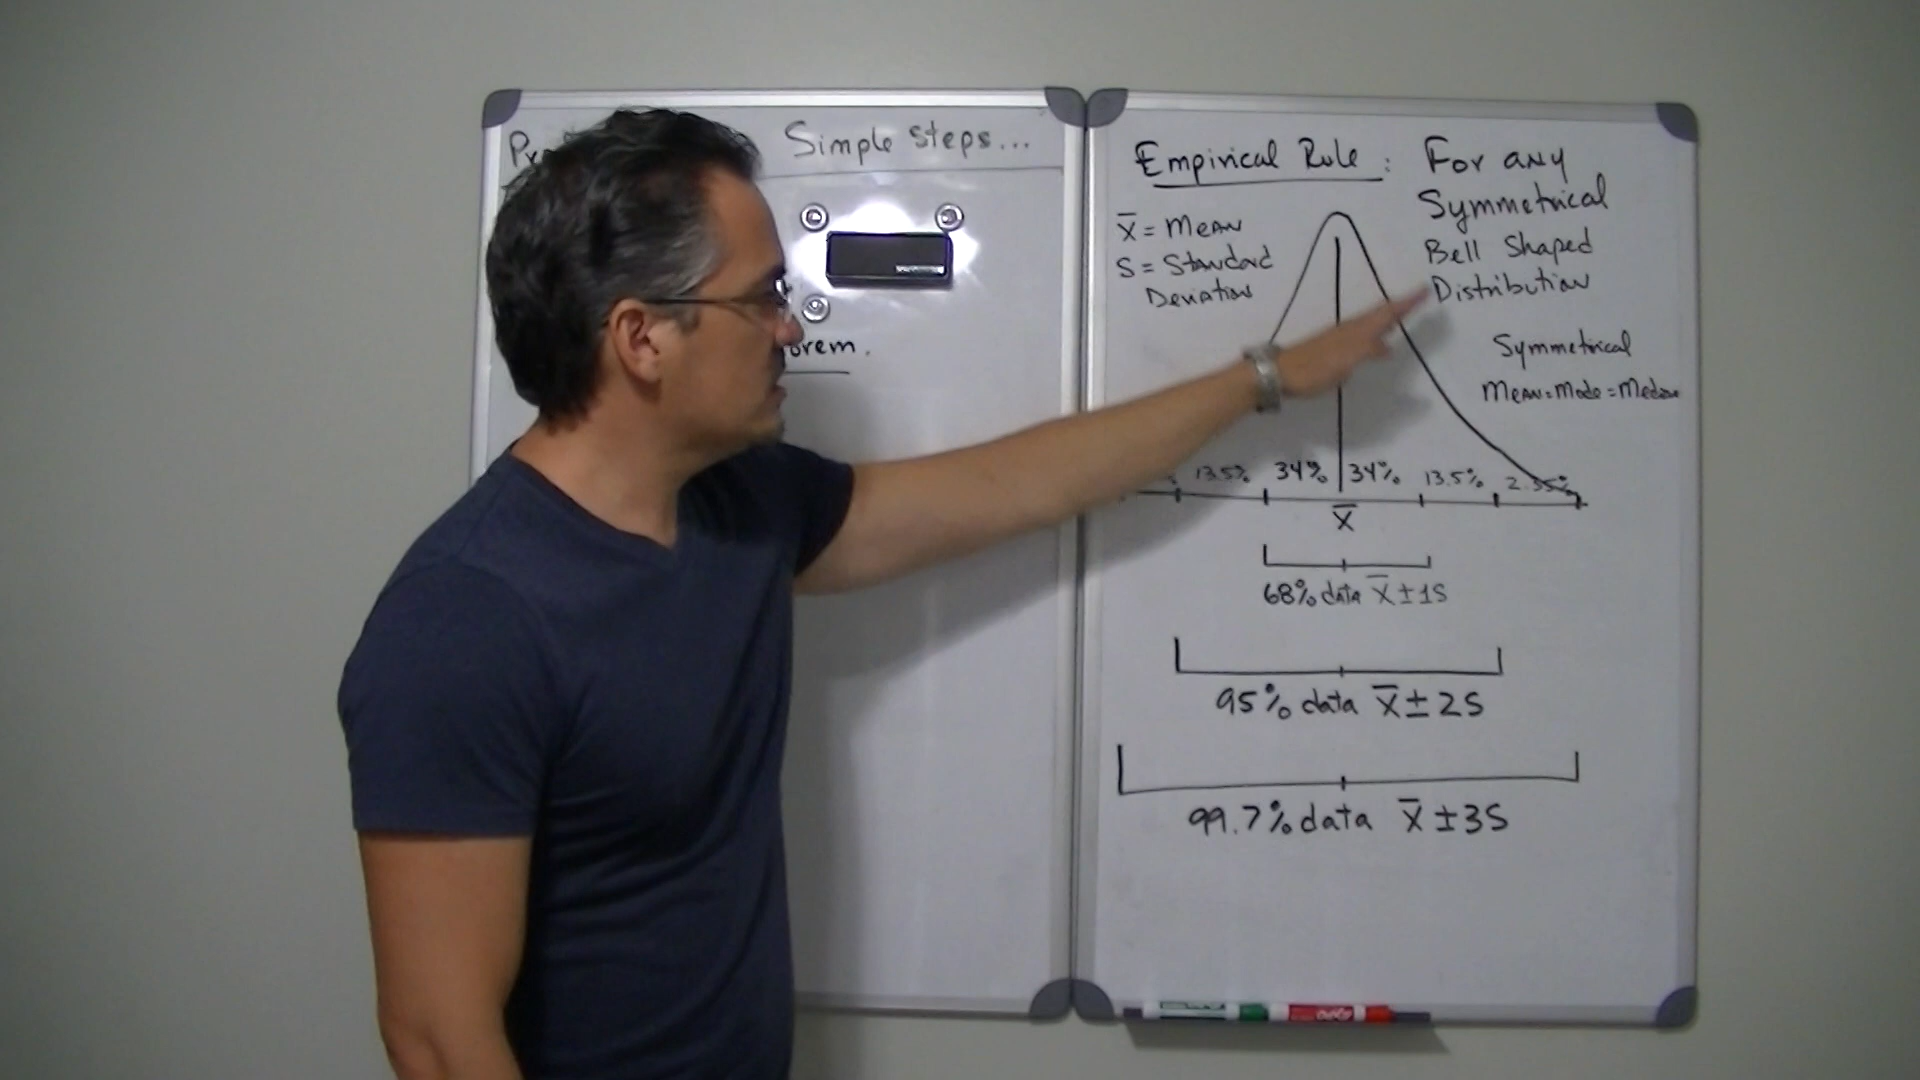 Simple steps...
orem.
Empirical Rule: For any
Symmetrical
Bell Shaped
Distribution
X̄ = Mean
S = Standard
Deviation
Symmetrical
Mean=Mode=Median
13.5% 34% 34% 13.5% 2.35%
X̄
68% data X̄±1S
95% data X̄±2S
99.7% data X̄±3S